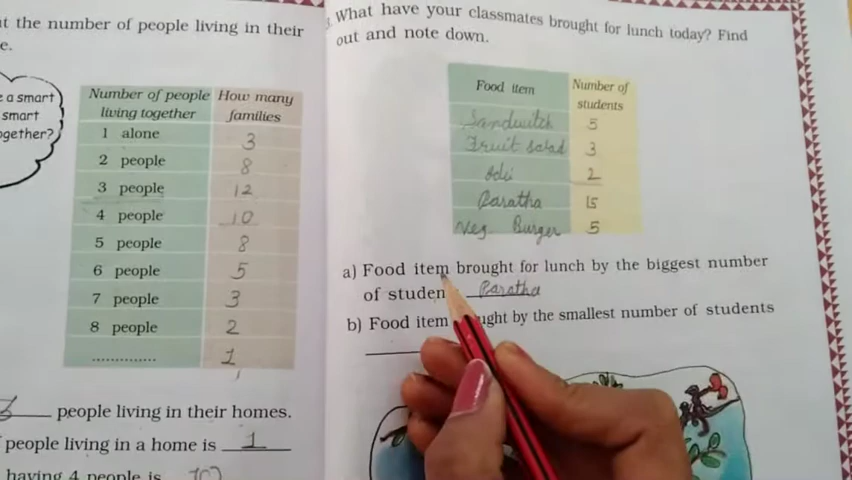 t the number of people living in their
e.
e a smart
smart
gether?
Number of people living together How many families
1 alone 3
2 people 8
3 people 12
4 people 10
5 people 8
6 people 5
7 people 3
8 people 2
............. 1
3 people living in their homes.
people living in a home is 1
having 4 people is 10
What have your classmates brought for lunch today? Find
out and note down.
Food item Number of students
Sandwitch 5
Fruit salad 3
Idli 2
Paratha 15
Veg. Burger 5
a) Food item brought for lunch by the biggest number
of studen Paratha
b) Food item ught by the smallest number of students